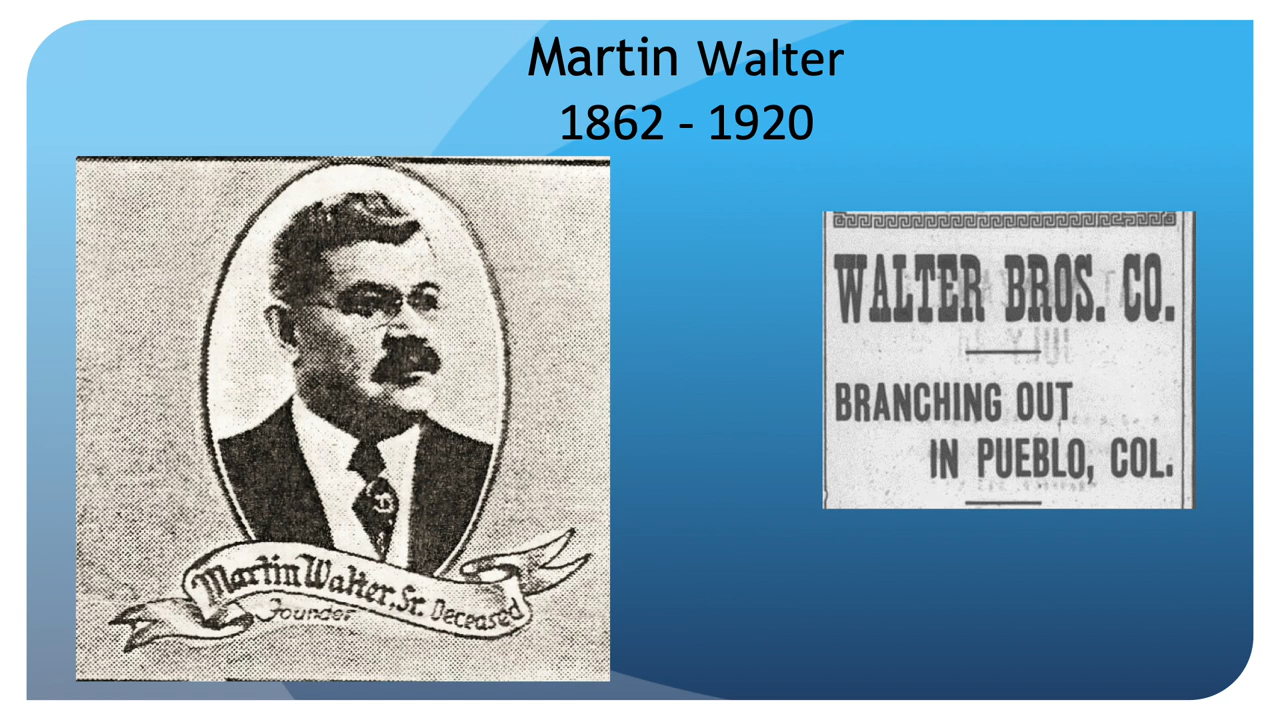 Martin Walter
1862 - 1920
Martin Walter, Sr. Deceased
Founder
WALTER BROS. CO.
BRANCHING OUT
IN PUEBLO, COL.